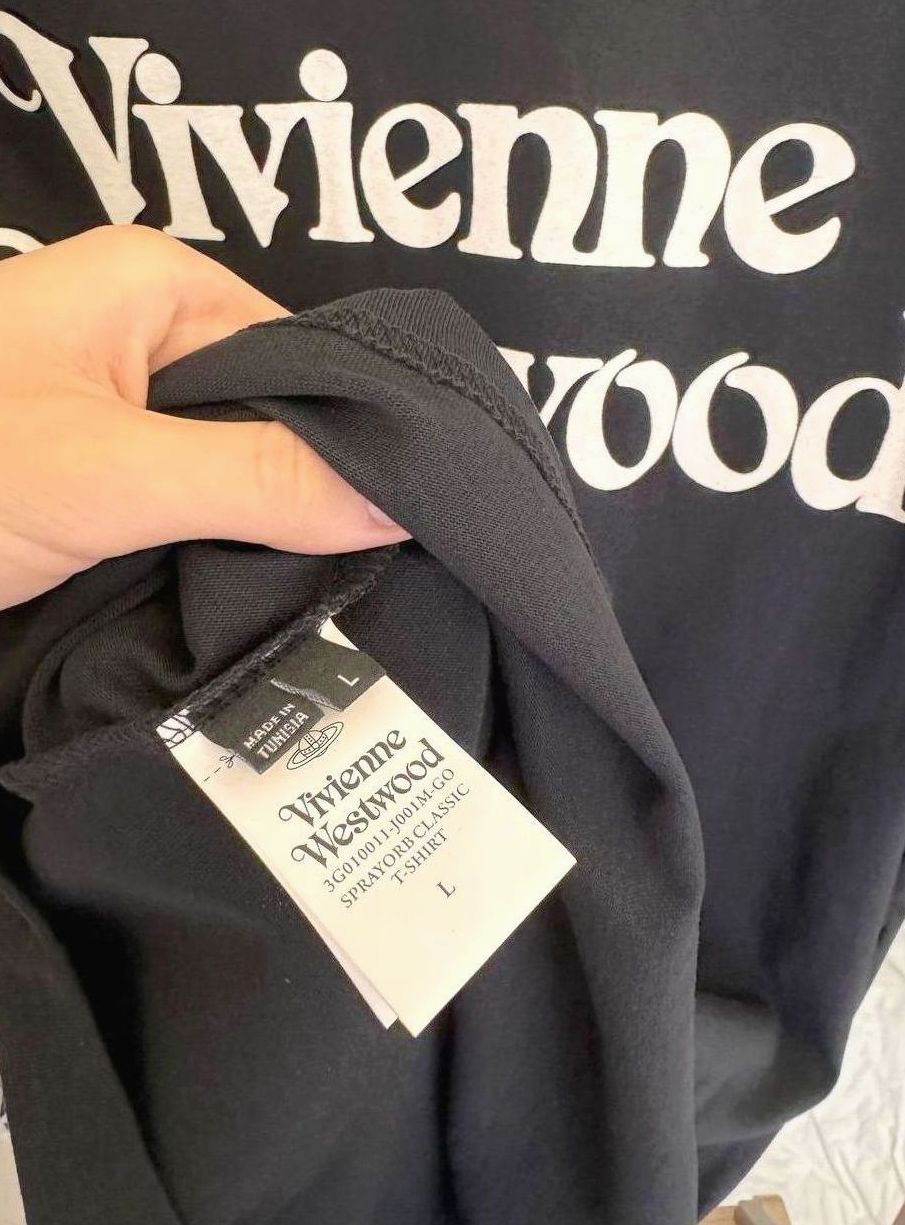 Vivienne
wood
L
MADE IN
TUNISIA
Vivienne
Westwood
3G010011-J001M-GO
SPRAYORB CLASSIC
T-SHIRT
L